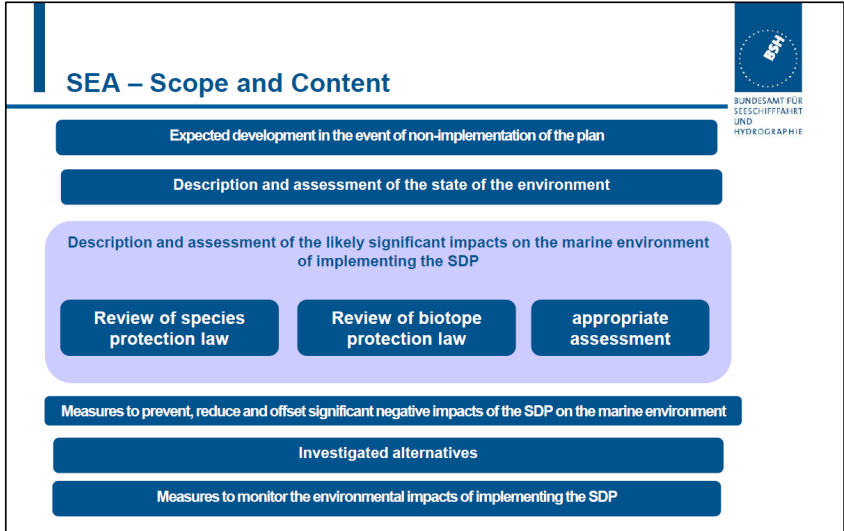 SEA – Scope and Content
BSH
BUNDESAMT FÜR
SEESCHIFFFAHRT
UND
HYDROGRAPHIE
Expected development in the event of non-implementation of the plan
Description and assessment of the state of the environment
Description and assessment of the likely significant impacts on the marine environment
of implementing the SDP
Review of species
protection law
Review of biotope
protection law
appropriate
assessment
Measures to prevent, reduce and offset significant negative impacts of the SDP on the marine environment
Investigated alternatives
Measures to monitor the environmental impacts of implementing the SDP